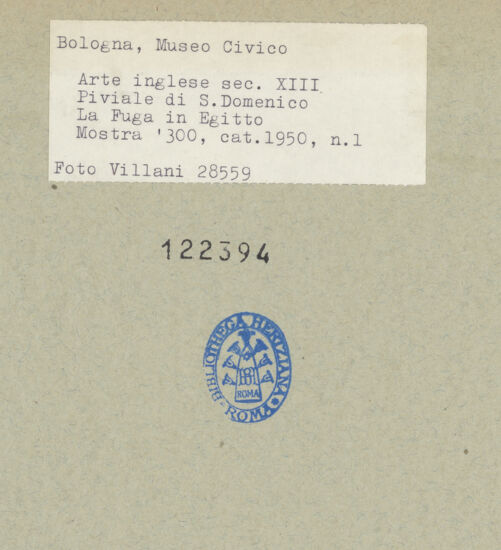 Bologna, Museo Civico
Arte inglese sec. XIII
Piviale di S.Domenico
La Fuga in Egitto
Mostra '300, cat.1950, n.1
Foto Villani 28559
122394
BIBLIOTHECA HERTZIANA
BH
ROMA
ROMA